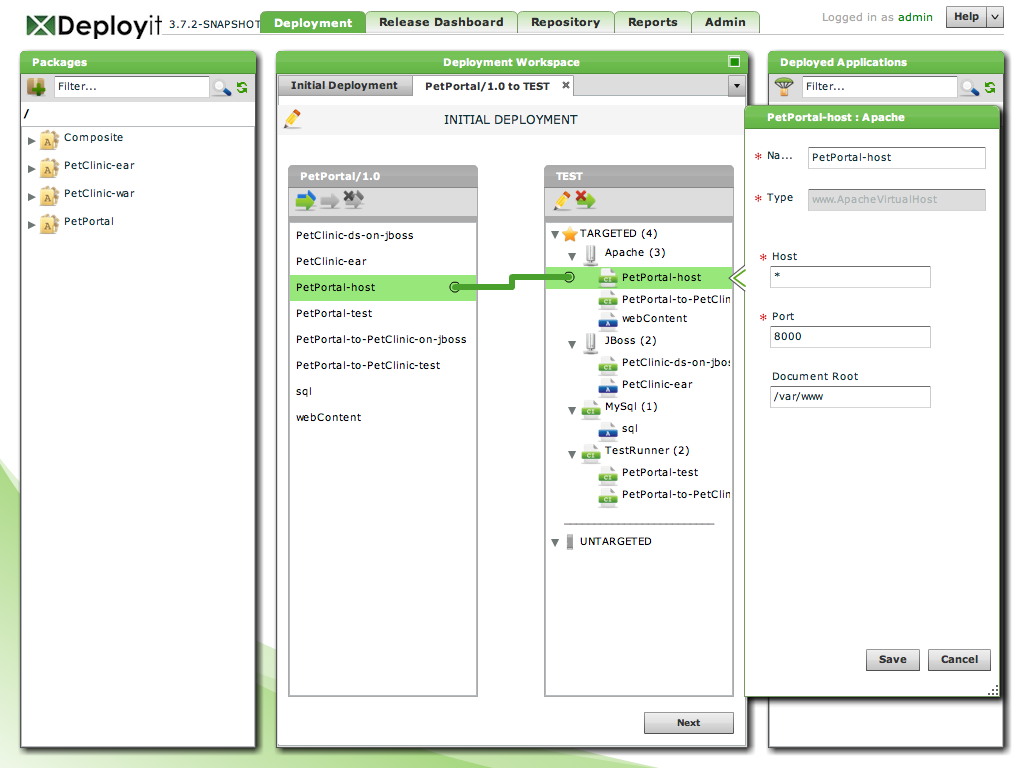 Deployit 3.7.2-SNAPSHOT
Deployment
Release Dashboard
Repository
Reports
Admin
Logged in as admin
Help
Packages
Filter...
/
Composite
PetClinic-ear
PetClinic-war
PetPortal
Deployment Workspace
Initial Deployment
PetPortal/1.0 to TEST
INITIAL DEPLOYMENT
PetPortal/1.0
PetClinic-ds-on-jboss
PetClinic-ear
PetPortal-host
PetPortal-test
PetPortal-to-PetClinic-on-jboss
PetPortal-to-PetClinic-test
sql
webContent
TEST
TARGETED (4)
Apache (3)
PetPortal-host
PetPortal-to-PetClin
webContent
JBoss (2)
PetClinic-ds-on-jbos
PetClinic-ear
MySql (1)
sql
TestRunner (2)
PetPortal-test
PetPortal-to-PetClin
UNTARGETED
Next
Deployed Applications
Filter...
PetPortal-host : Apache
* Na... PetPortal-host
* Type www.ApacheVirtualHost
* Host
*
* Port
8000
Document Root
/var/www
Save
Cancel